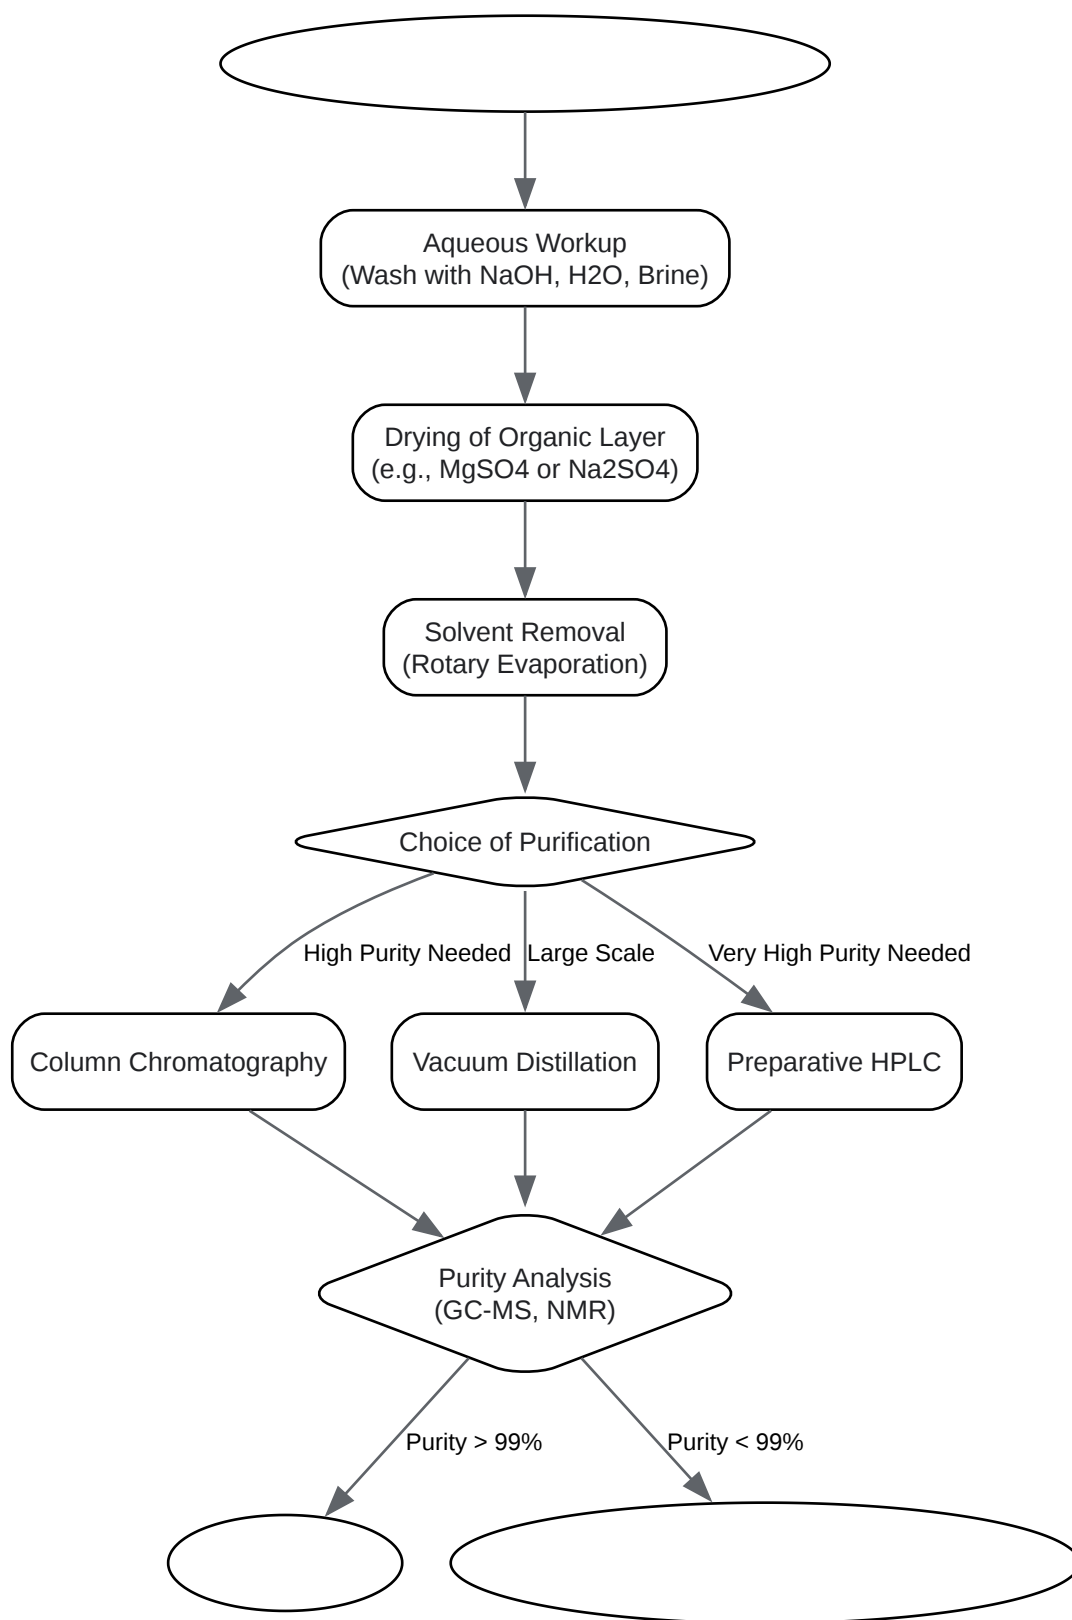 Aqueous Workup
(Wash with NaOH, H2O, Brine)
Drying of Organic Layer
(e.g., MgSO4 or Na2SO4)
Solvent Removal
(Rotary Evaporation)
Choice of Purification
High Purity Needed
Large Scale
Very High Purity Needed
Column Chromatography
Vacuum Distillation
Preparative HPLC
Purity Analysis
(GC-MS, NMR)
Purity > 99%
Purity < 99%